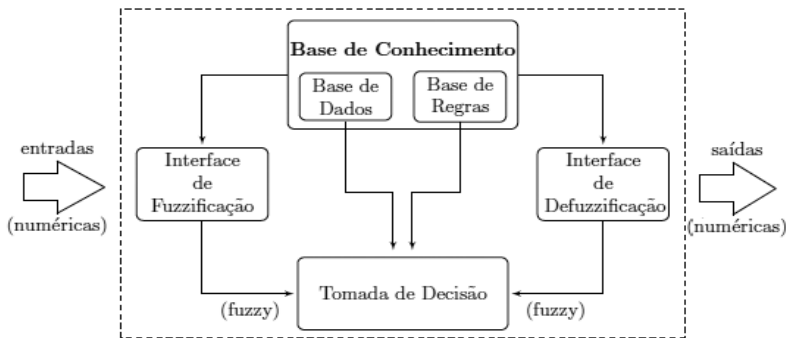 Base de Conhecimento
Base de
Dados
Base de
Regras
entradas
(numéricas)
Interface
de
Fuzzificação
Interface
de
Defuzzificação
saídas
(numéricas)
Tomada de Decisão
(fuzzy)
(fuzzy)